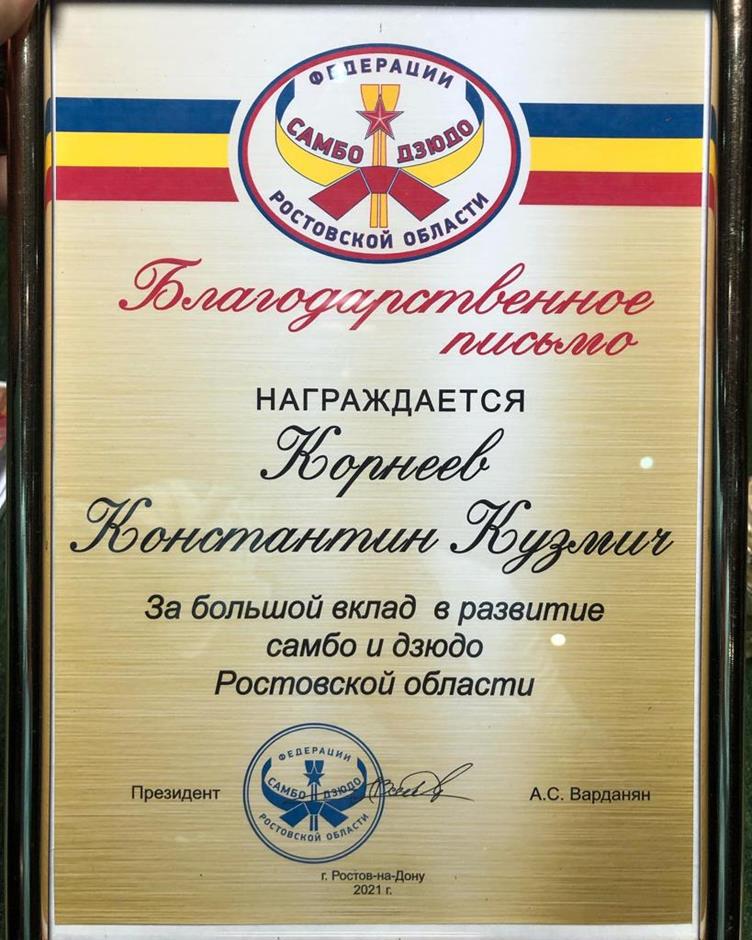 ФЕДЕРАЦИИ
САМБО ДЗЮДО
РОСТОВСКОЙ ОБЛАСТИ
Благодарственное
письмо
НАГРАЖДАЕТСЯ
Корнеев
Константин Кузмич
За большой вклад в развитие
самбо и дзюдо
Ростовской области
ФЕДЕРАЦИИ
САМБО ДЗЮДО
РОСТОВСКОЙ ОБЛАСТИ
Президент А.С. Варданян
г. Ростов-на-Дону
2021 г.